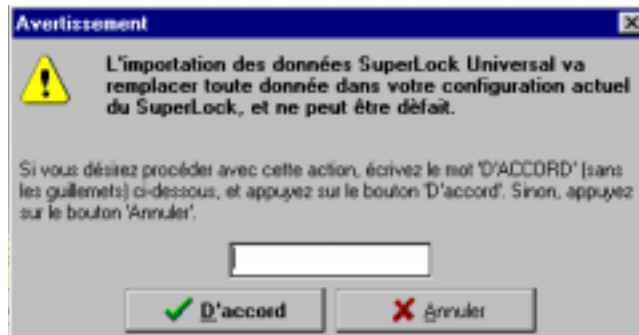 Avertissement
L'importation des données SuperLock Universal va
remplacer toute donnée dans votre configuration actuel
du SuperLock, et ne peut être dèfait.
Si vous désirez procéder avec cette action, écrivez le mot 'D'ACCORD' (sans
les guillemets) ci-dessous, et appuyez sur le bouton 'D'accord'. Sinon, appuyez
sur le bouton 'Annuler'.
D'accord
Annuler